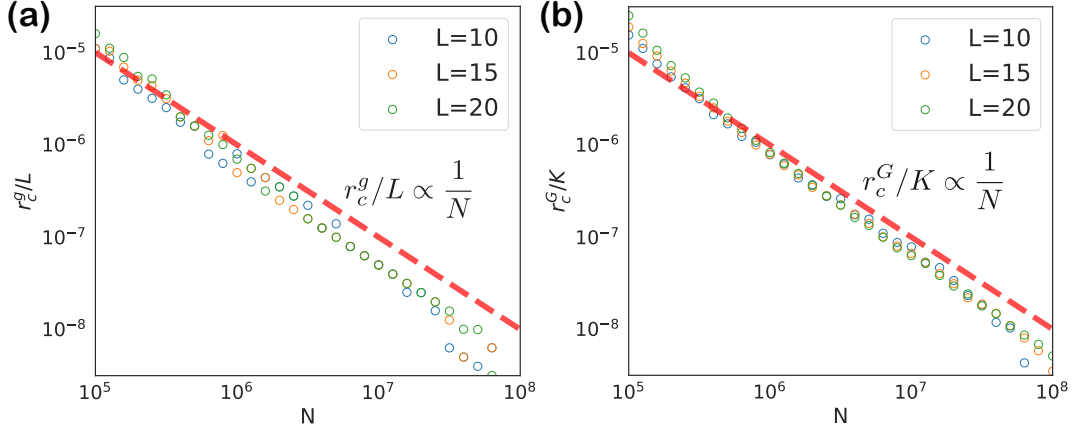 (a)
r_c^g/L
10^{-5}
10^{-6}
10^{-7}
10^{-8}
L=10
L=15
L=20
r_c^g/L ∝ 1/N
10^5
10^6
10^7
10^8
N
(b)
r_c^G/K
10^{-5}
10^{-6}
10^{-7}
10^{-8}
L=10
L=15
L=20
r_c^G/K ∝ 1/N
10^5
10^6
10^7
10^8
N